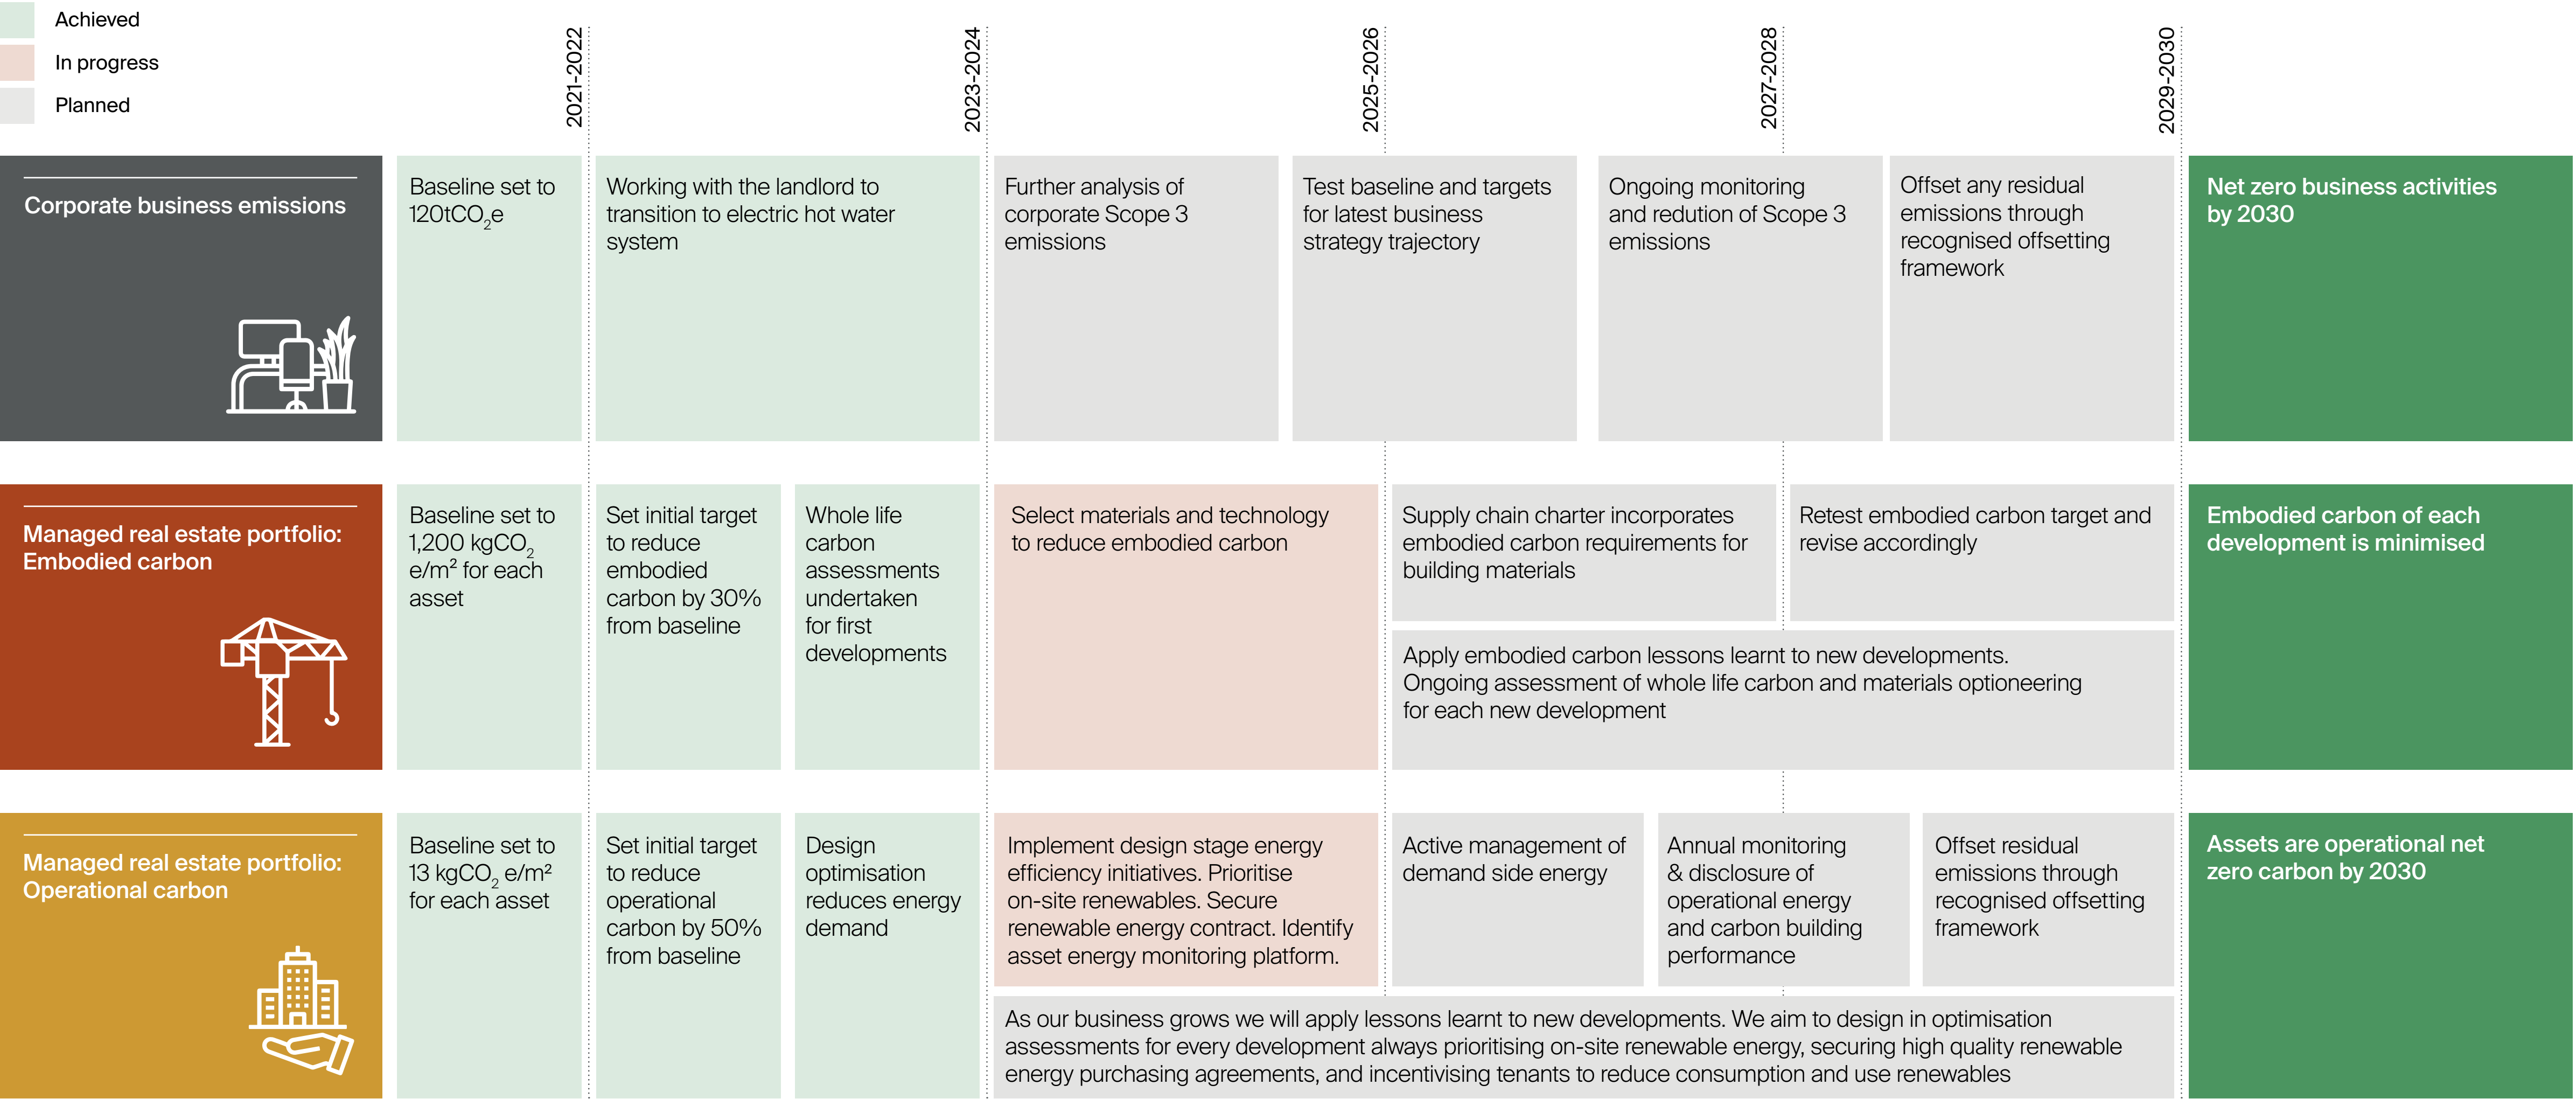 Achieved
In progress
Planned
2021-2022
2023-2024
2025-2026
2027-2028
2029-2030
Corporate business emissions
Baseline set to
120tCO₂e
Working with the landlord to
transition to electric hot water
system
Further analysis of
corporate Scope 3
emissions
Test baseline and targets
for latest business
strategy trajectory
Ongoing monitoring
and redution of Scope 3
emissions
Offset any residual
emissions through
recognised offsetting
framework
Net zero business activities
by 2030
Managed real estate portfolio:
Embodied carbon
Baseline set to
1,200 kgCO₂
e/m² for each
asset
Set initial target
to reduce
embodied
carbon by 30%
from baseline
Whole life
carbon
assessments
undertaken
for first
developments
Select materials and technology
to reduce embodied carbon
Supply chain charter incorporates
embodied carbon requirements for
building materials
Retest embodied carbon target and
revise accordingly
Apply embodied carbon lessons learnt to new developments.
Ongoing assessment of whole life carbon and materials optioneering
for each new development
Embodied carbon of each
development is minimised
Managed real estate portfolio:
Operational carbon
Baseline set to
13 kgCO₂ e/m²
for each asset
Set initial target
to reduce
operational
carbon by 50%
from baseline
Design
optimisation
reduces energy
demand
Implement design stage energy
efficiency initiatives. Prioritise
on-site renewables. Secure
renewable energy contract. Identify
asset energy monitoring platform.
Active management of
demand side energy
Annual monitoring
& disclosure of
operational energy
and carbon building
performance
Offset residual
emissions through
recognised offsetting
framework
As our business grows we will apply lessons learnt to new developments. We aim to design in optimisation
assessments for every development always prioritising on-site renewable energy, securing high quality renewable
energy purchasing agreements, and incentivising tenants to reduce consumption and use renewables
Assets are operational net
zero carbon by 2030